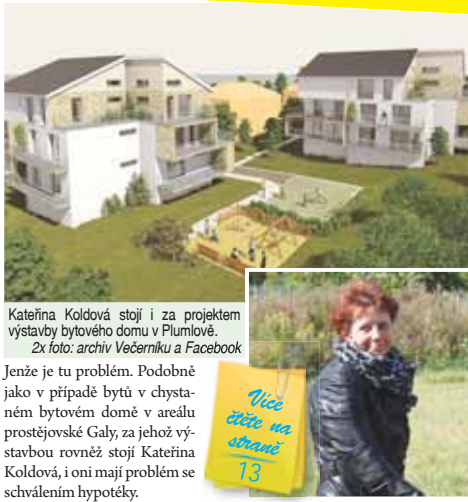 Kateřina Koldová stojí i za projektem
výstavby bytového domu v Plumlově.
2x foto: archiv Večerníku a Facebook
Jenže je tu problém. Podobně
jako v případě bytů v chysta-
ném bytovém domě v areálu
prostějovské Galy, za jehož vý-
stavbou rovněž stojí Kateřina
Koldová, i oni mají problém se
schválením hypotéky.
Více
čtěte na
straně
13